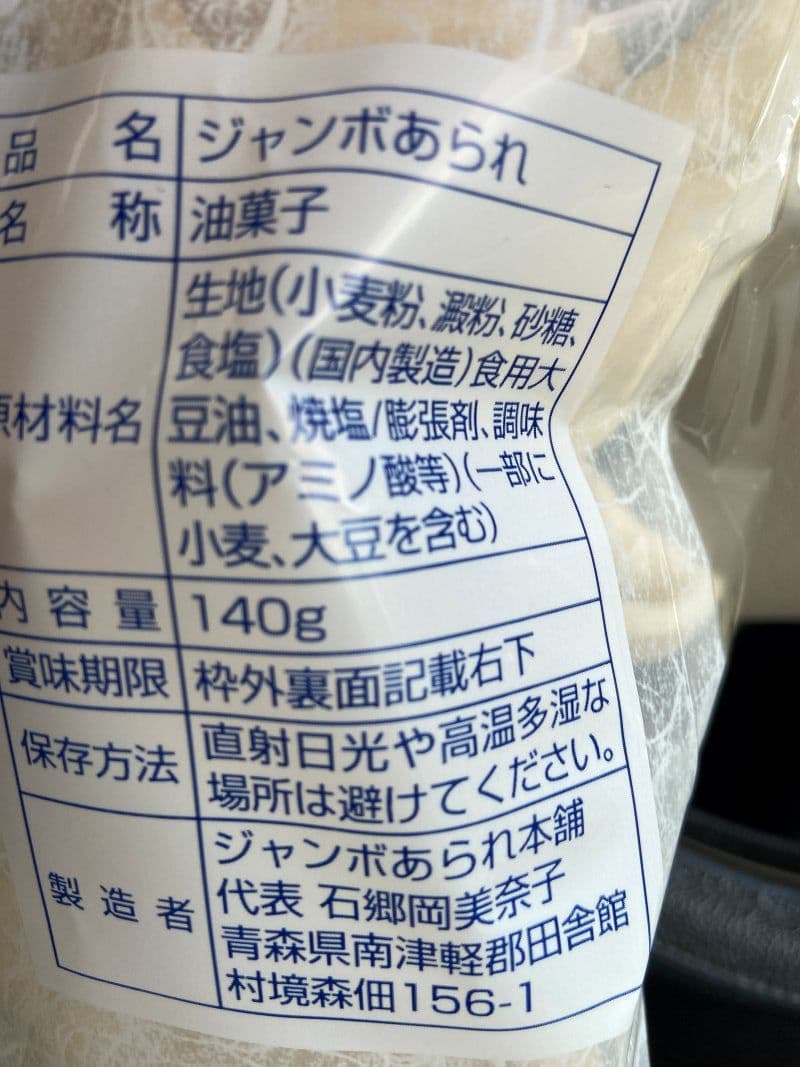 品 名 ジャンボあられ
名 称 油菓子
原材料名 生地(小麦粉、澱粉、砂糖、
食塩)(国内製造)食用大
豆油、焼塩/膨張剤、調味
料(アミノ酸等)(一部に
小麦、大豆を含む)
内容量 140g
賞味期限 枠外裏面記載右下
保存方法 直射日光や高温多湿な
場所は避けてください。
製造者 ジャンボあられ本舗
代表 石郷岡美奈子
青森県南津軽郡田舎館
村境森佃156-1